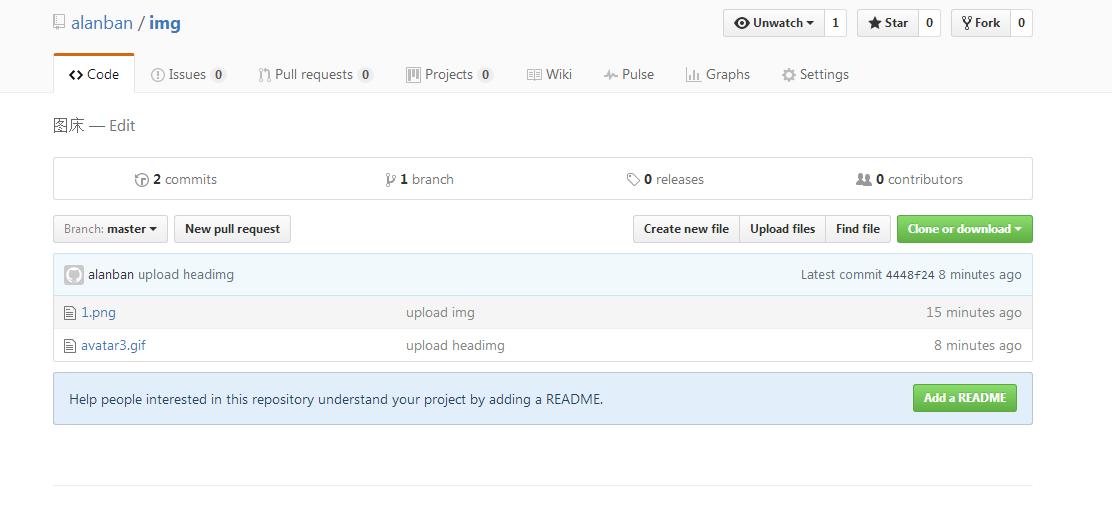 alanban / img
Unwatch 1 Star 0 Fork 0
Code Issues 0 Pull requests 0 Projects 0 Wiki Pulse Graphs Settings
图床 — Edit
2 commits 1 branch 0 releases 0 contributors
Branch: master New pull request Create new file Upload files Find file Clone or download
alanban upload headimg Latest commit 4448f24 8 minutes ago
1.png upload img 15 minutes ago
avatar3.gif upload headimg 8 minutes ago
Help people interested in this repository understand your project by adding a README. Add a README